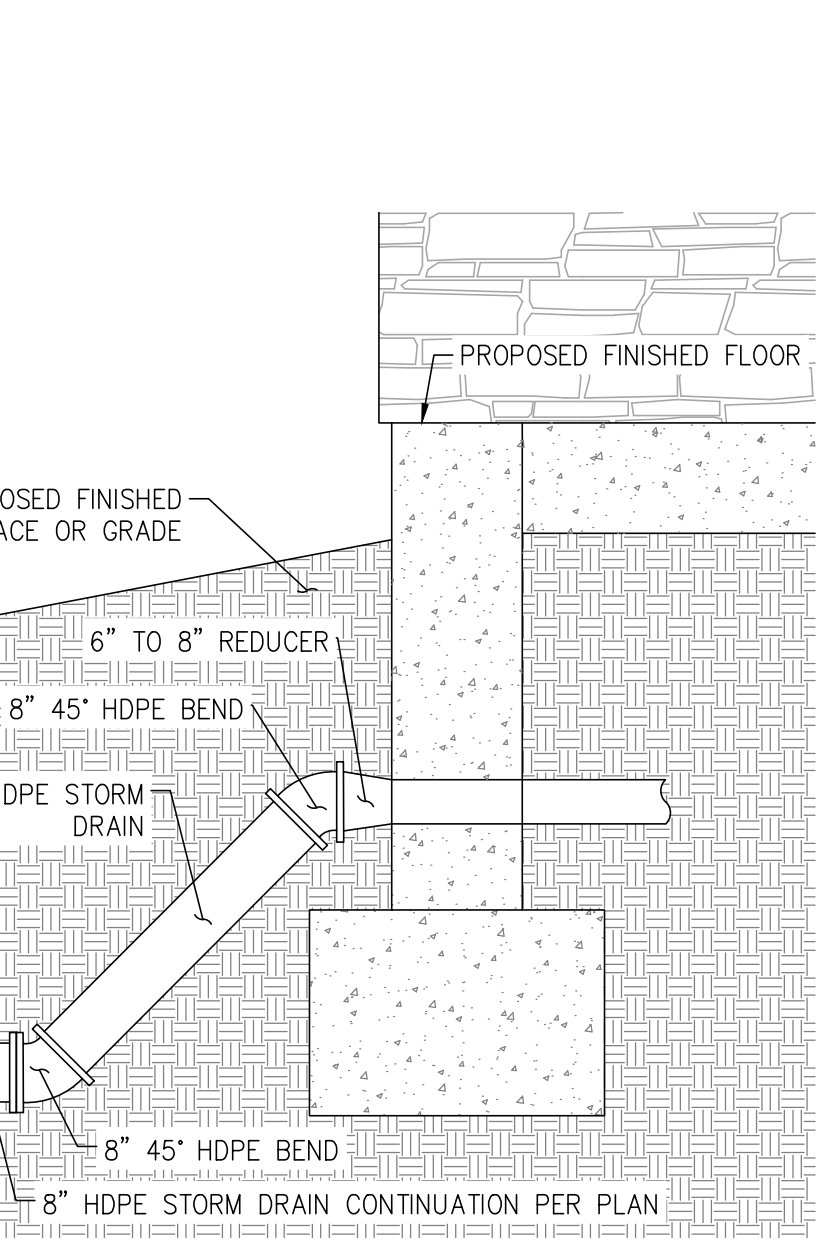 PROPOSED FINISHED FLOOR
OSED FINISHED
ACE OR GRADE
6” TO 8” REDUCER
8” 45° HDPE BEND
DPE STORM
DRAIN
8” 45° HDPE BEND
8” HDPE STORM DRAIN CONTINUATION PER PLAN